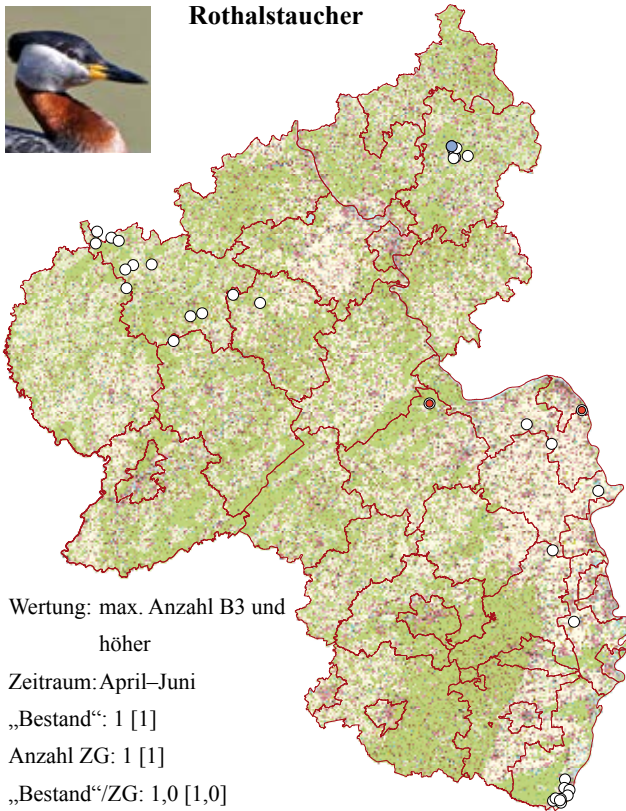 Rothalstaucher
Wertung: max. Anzahl B3 und
höher
Zeitraum: April–Juni
„Bestand“: 1 [1]
Anzahl ZG: 1 [1]
„Bestand“/ZG: 1,0 [1,0]